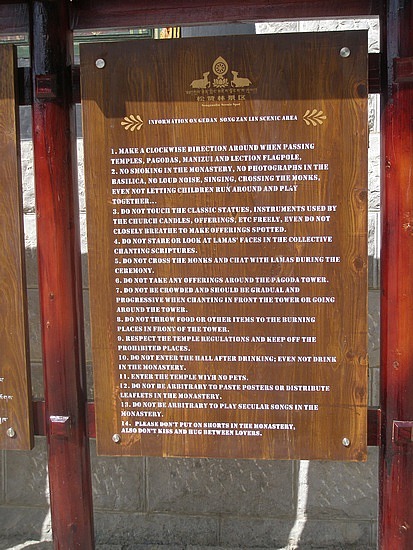 松赞林景区
INFORMATION ON GEDAN SONGZAN LIN SCENIC AREA
1. MAKE A CLOCKWISE DIRECTION AROUND WHEN PASSING
TEMPLES, PAGODAS, MANIZUI AND LECTION FLAGPOLE,
2. NO SMOKING IN THE MONASTERY, NO PHOTOGRAPHS IN THE
BASILICA, NO LOUD NOISE, SINGING, CROSSING THE MONKS,
EVEN NOT LETTING CHILDREN RUN AROUND AND PLAY
TOGETHER...
3. DO NOT TOUCH THE CLASSIC STATUES, INSTRUMENTS USED BY
THE CHURCH CANDLES, OFFERINGS, ETC FREELY, EVEN DO NOT
CLOSELY BREATHE TO MAKE OFFERINGS SPOTTED.
4. DO NOT STARE OR LOOK AT LAMAS' FACES IN THE COLLECTIVE
CHANTING SCRIPTURES.
5. DO NOT CROSS THE MONKS AND CHAT WITH LAMAS DURING THE
CEREMONY.
6. DO NOT TAKE ANY OFFERINGS AROUND THE PAGODA TOWER.
7. DO NOT BE CROWDED AND SHOULD BE GRADUAL AND
PROGRESSIVE WHEN CHANTING IN FRONT THE TOWER OR GOING
AROUND THE TOWER.
8. DO NOT THROW FOOD OR OTHER ITEMS TO THE BURNING
PLACES IN FRONT OF THE TOWER.
9. RESPECT THE TEMPLE REGULATIONS AND KEEP OFF THE
PROHIBITED PLACES.
10. DO NOT ENTER THE HALL AFTER DRINKING; EVEN NOT DRINK
IN THE MONASTERY.
11. ENTER THE TEMPLE WITH NO PETS.
12. DO NOT BE ARBITRARY TO PASTE POSTERS OR DISTRIBUTE
LEAFLETS IN THE MONASTERY.
13. DO NOT BE ARBITRARY TO PLAY SECULAR SONGS IN THE
MONASTERY.
14. PLEASE DON'T PUT ON SHORTS IN THE MONASTERY,
ALSO DON'T KISS AND HUG BETWEEN LOVERS.